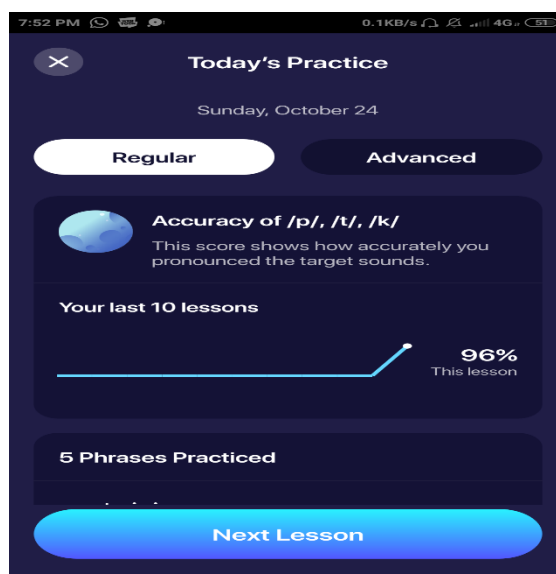 7:52 PM 0.1KB/s 4G 51
Today's Practice
Sunday, October 24
Regular Advanced
Accuracy of /p/, /t/, /k/
This score shows how accurately you
pronounced the target sounds.
Your last 10 lessons
96%
This lesson
5 Phrases Practiced
Next Lesson